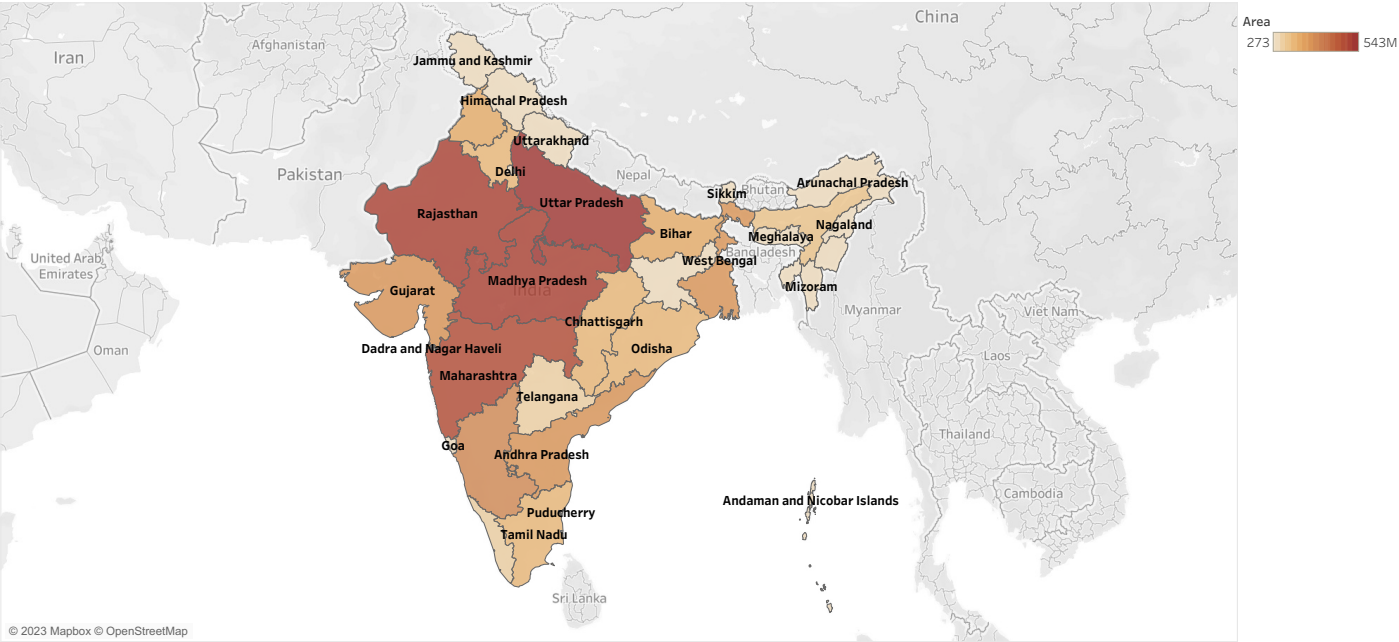 China
Area
273
543M
Afghanistan
Iran
Jammu and Kashmir
Himachal Pradesh
Uttarakhand
Pakistan
Delhi
Nepal
Sikkim
Bhutan
Arunachal Pradesh
Rajasthan
Uttar Pradesh
Bihar
Nagaland
Meghalaya
Bangladesh
West Bengal
United Arab
Emirates
Gujarat
Madhya Pradesh
India
Mizoram
Myanmar
Viet Nam
Chhattisgarh
Oman
Dadra and Nagar Haveli
Odisha
Laos
Maharashtra
Telangana
Goa
Andhra Pradesh
Thailand
Andaman and Nicobar Islands
Cambodia
Puducherry
Tamil Nadu
Sri Lanka
© 2023 Mapbox © OpenStreetMap